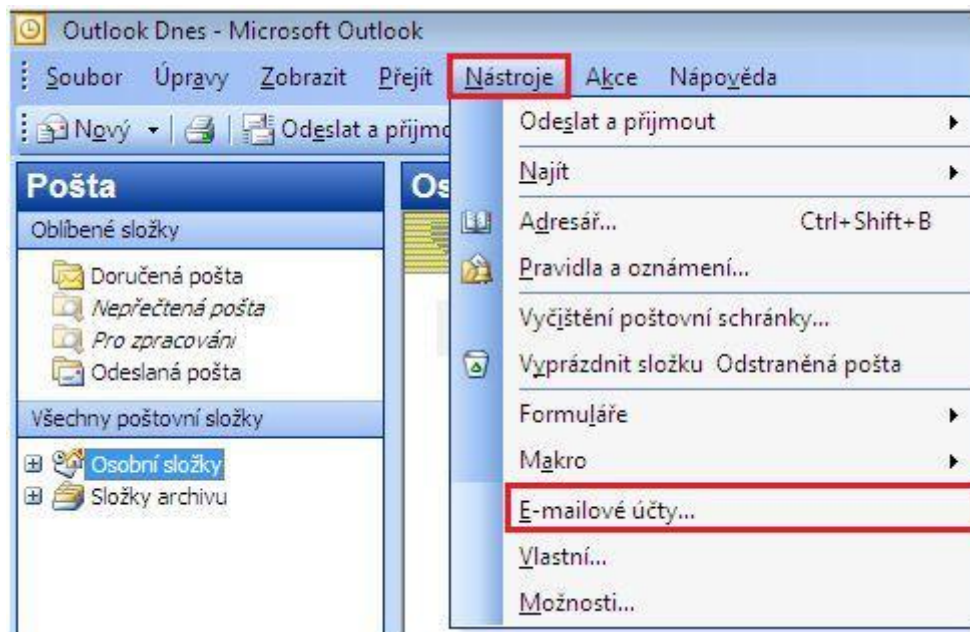 Outlook Dnes - Microsoft Outlook
Soubor Úpravy Zobrazit Přejít Nástroje Akce Nápověda
Nový Odeslat a přijmo
Pošta
Os
Oblíbené složky
Doručená pošta
Nepřečtená pošta
Pro zpracování
Odeslaná pošta
Všechny poštovní složky
Osobní složky
Složky archivu
Odeslat a přijmout
Najít
Adresář... Ctrl+Shift+B
Pravidla a oznámení...
Vyčištění poštovní schránky...
Vyprázdnit složku Odstraněná pošta
Formuláře
Makro
E-mailové účty...
Vlastní...
Možnosti...